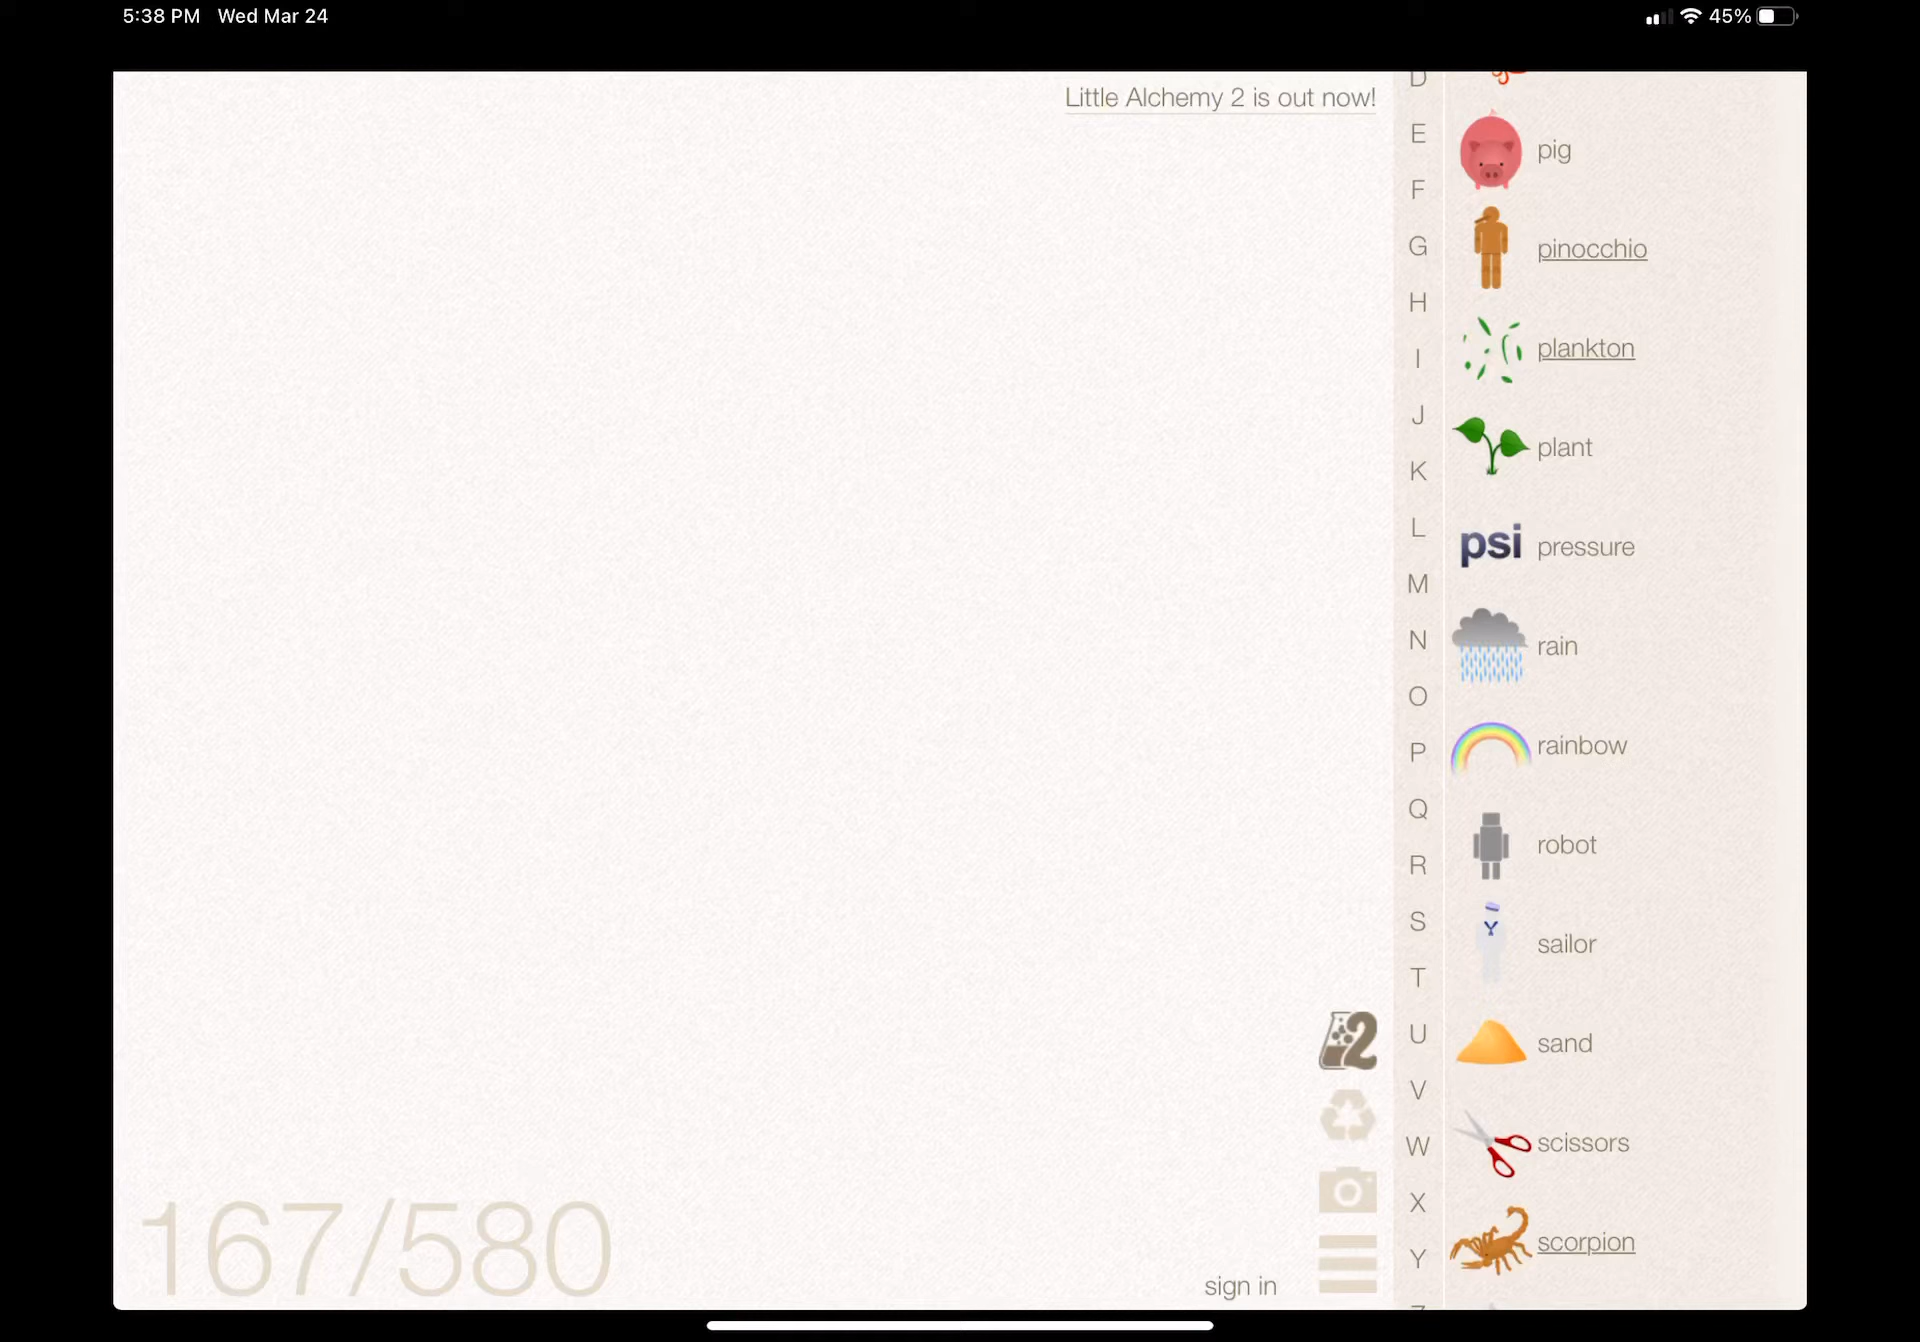 5:38 PM Wed Mar 24
45%
Little Alchemy 2 is out now!
D
E
F
G
H
I
J
K
L
M
N
O
P
Q
R
S
T
U
V
W
X
Y
pig
pinocchio
plankton
plant
psi pressure
rain
rainbow
robot
sailor
sand
scissors
scorpion
2
167/580
sign in